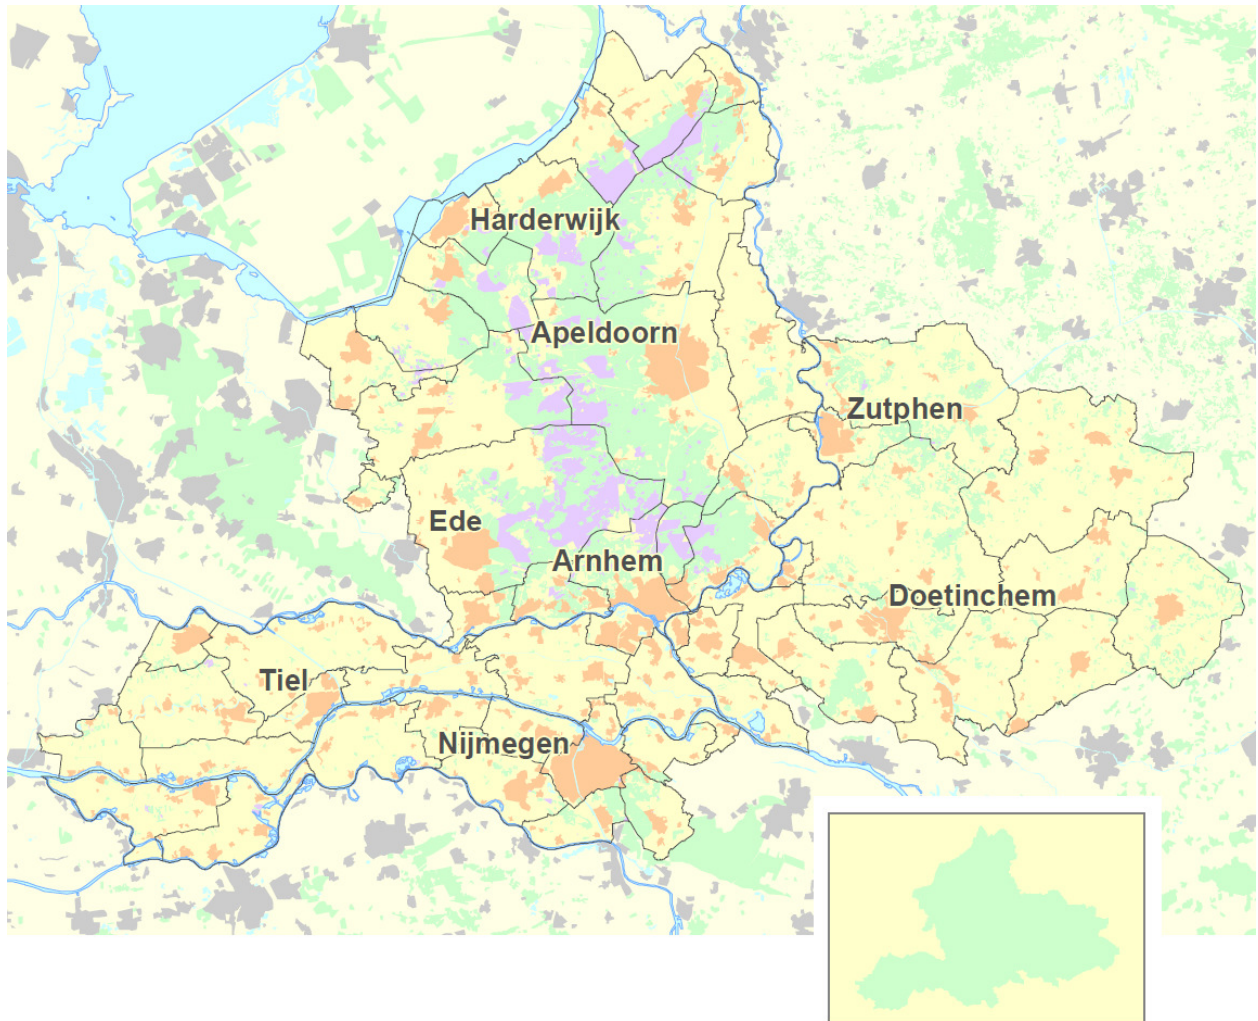 Harderwijk
Apeldoorn
Zutphen
Ede
Arnhem
Doetinchem
Tiel
Nijmegen